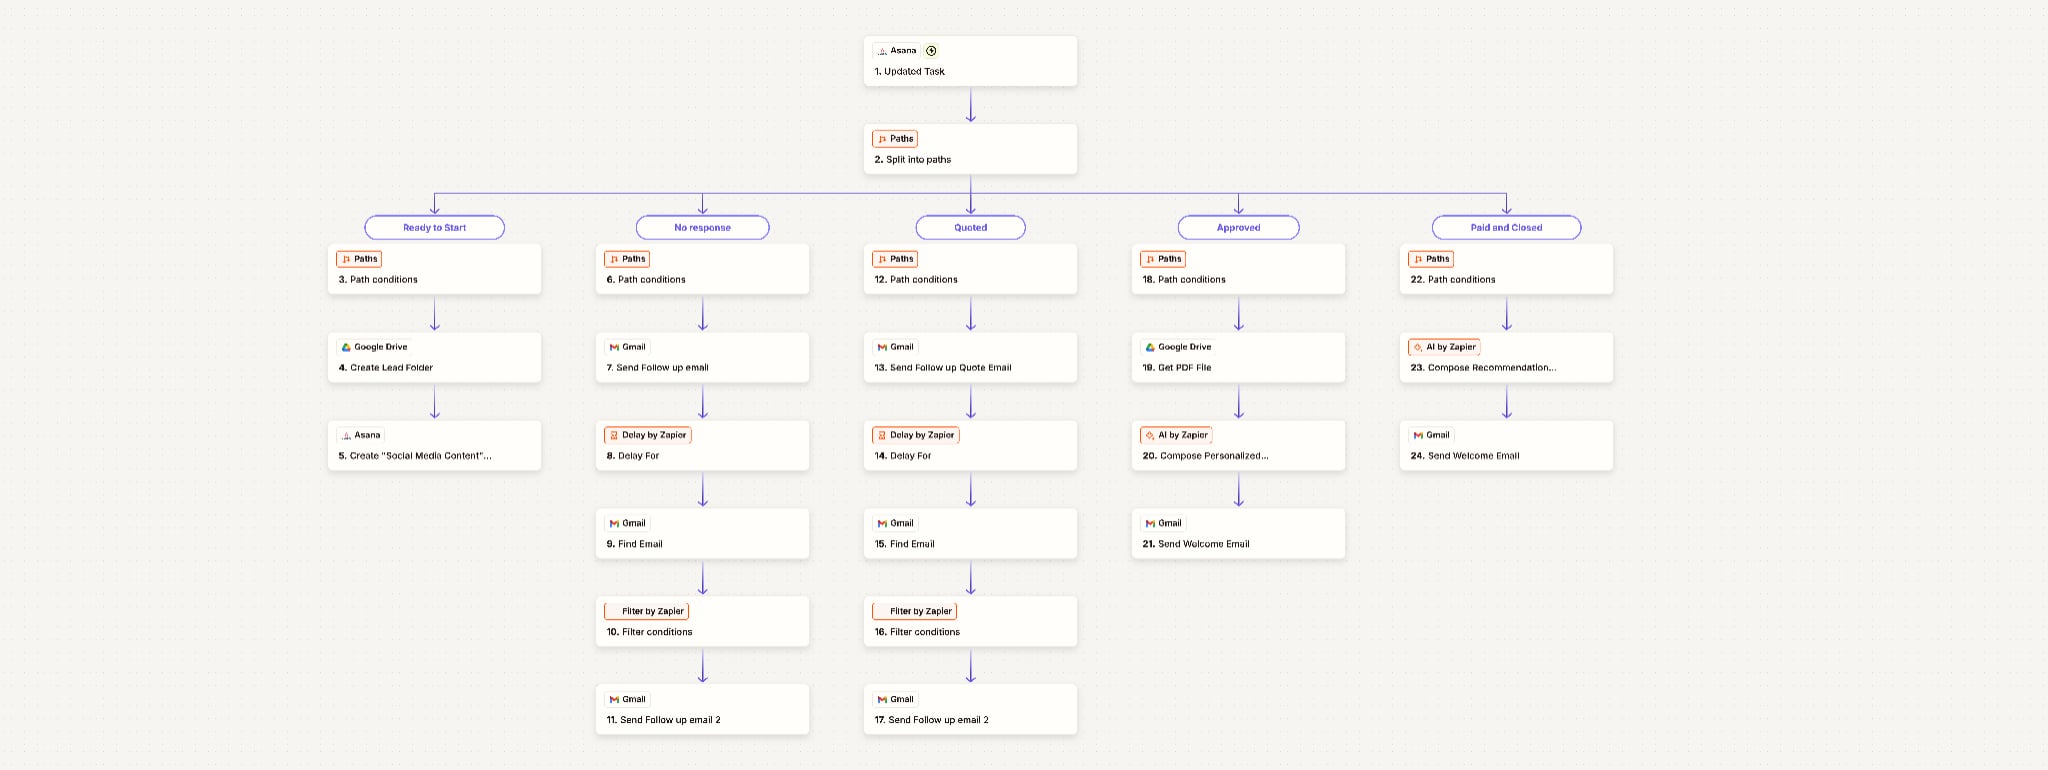 Asana
1. Updated Task
Paths
2. Split into paths
Ready to Start
Paths
3. Path conditions
Google Drive
4. Create Lead Folder
Asana
5. Create "Social Media Content"...
No response
Paths
6. Path conditions
Gmail
7. Send Follow up email
Delay by Zapier
8. Delay For
Gmail
9. Find Email
Filter by Zapier
10. Filter conditions
Gmail
11. Send Follow up email 2
Quoted
Paths
12. Path conditions
Gmail
13. Send Follow up Quote Email
Delay by Zapier
14. Delay For
Gmail
15. Find Email
Filter by Zapier
16. Filter conditions
Gmail
17. Send Follow up email 2
Approved
Paths
18. Path conditions
Google Drive
19. Get PDF File
AI by Zapier
20. Compose Personalized...
Gmail
21. Send Welcome Email
Paid and Closed
Paths
22. Path conditions
AI by Zapier
23. Compose Recommendation...
Gmail
24. Send Welcome Email